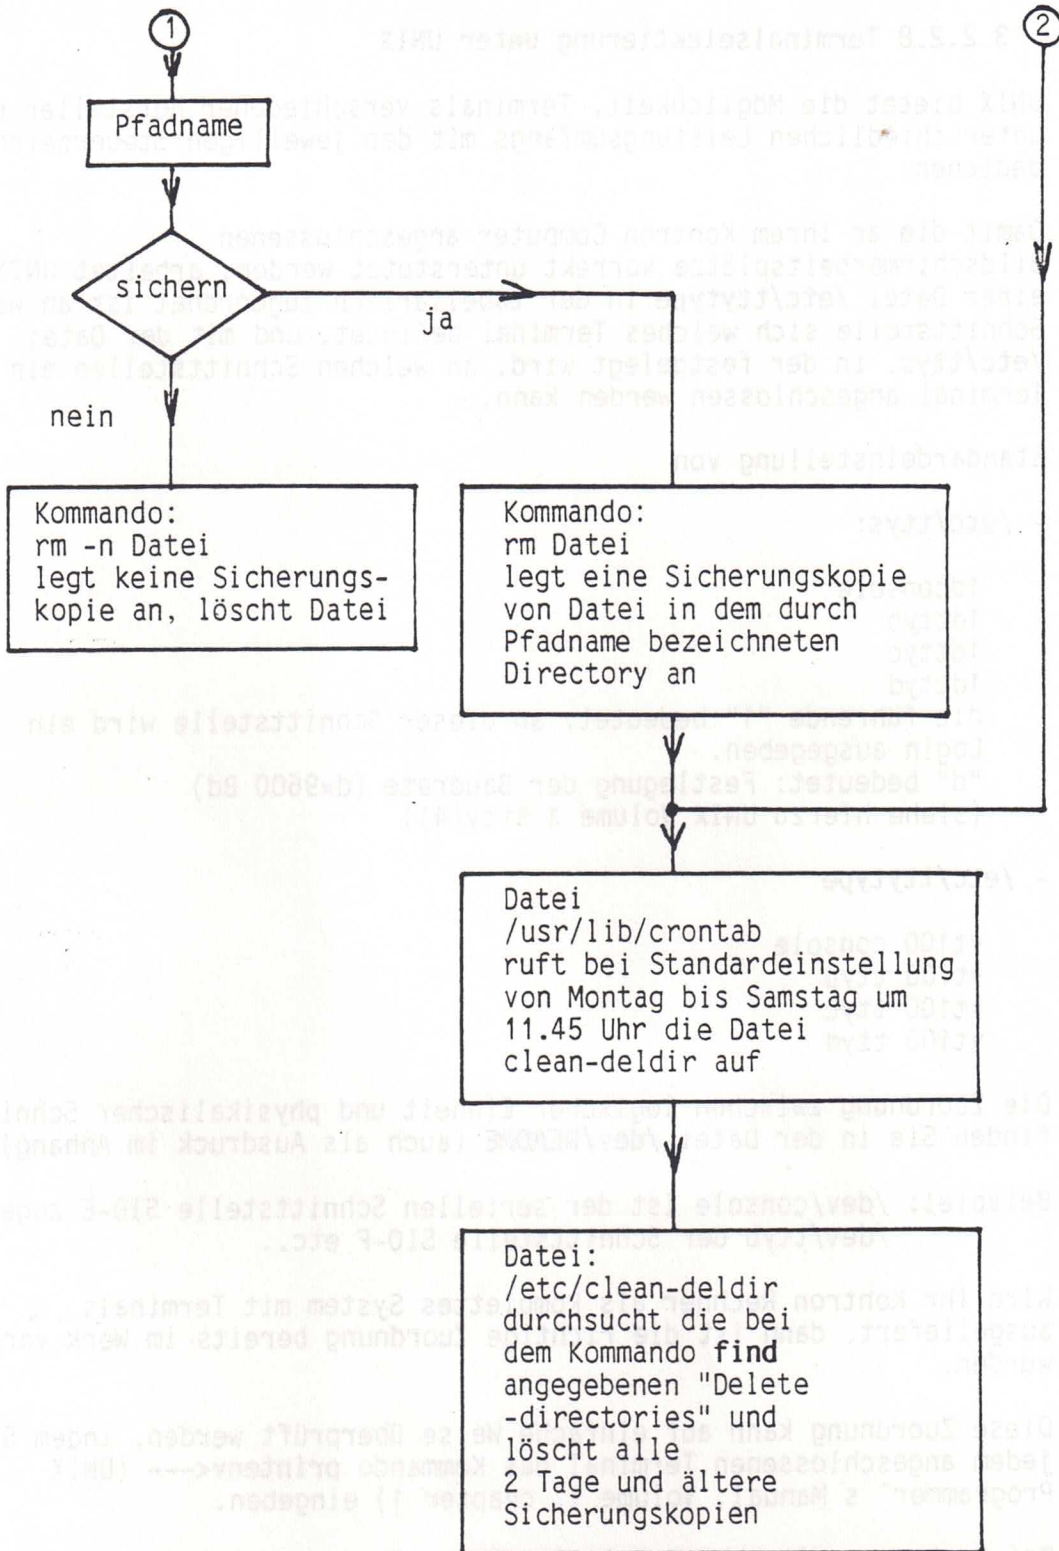 1
2
Pfadname
sichern
ja
nein
Kommando:
rm -n Datei
legt keine Sicherungs-
kopie an, löscht Datei
Kommando:
rm Datei
legt eine Sicherungskopie
von Datei in dem durch
Pfadname bezeichneten
Directory an
Datei
/usr/lib/crontab
ruft bei Standardeinstellung
von Montag bis Samstag um
11.45 Uhr die Datei
clean-deldir auf
Datei:
/etc/clean-deldir
durchsucht die bei
dem Kommando find
angegebenen "Delete
-directories" und
löscht alle
2 Tage und ältere
Sicherungskopien